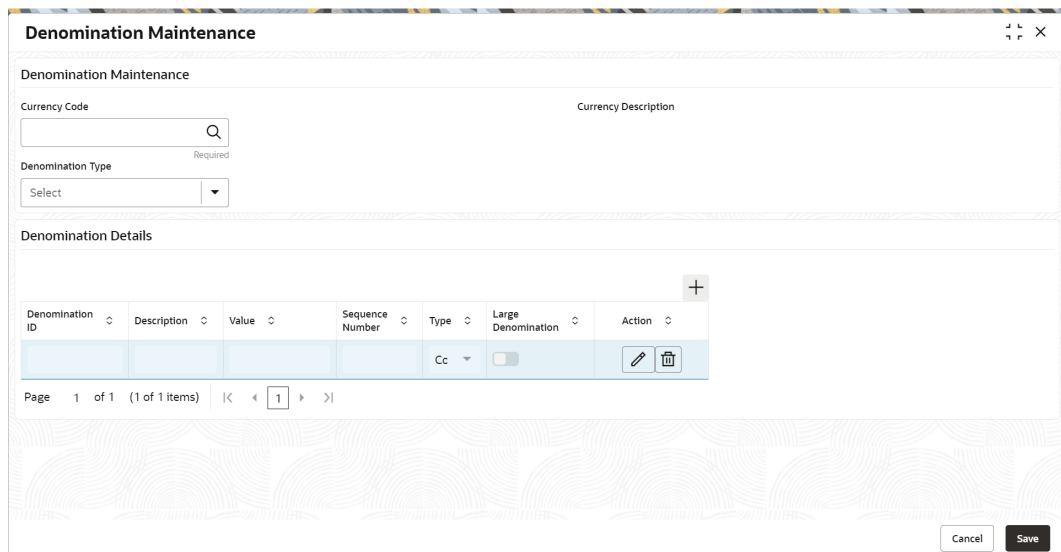 Denomination Maintenance
Denomination Maintenance
Currency Code
Currency Description
Required
Denomination Type
Select
Denomination Details
Denomination ID Description Value Sequence Number Type Large Denomination Action
Cc
Page 1 of 1 (1 of 1 items) 1
Cancel Save